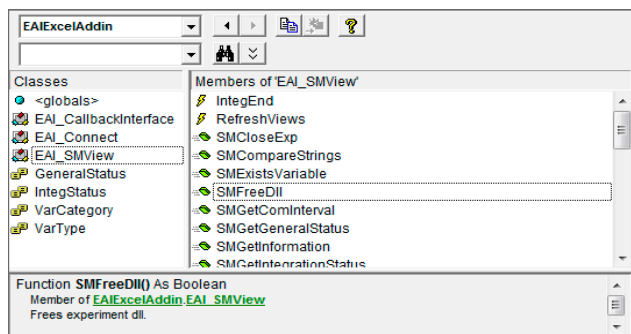 EAIExcelAddin
Classes
<globals>
EAI_CallbackInterface
EAI_Connect
EAI_SMView
GeneralStatus
IntegStatus
VarCategory
VarType
Members of 'EAI_SMView'
IntegEnd
RefreshViews
SMCloseExp
SMCompareStrings
SMExistsVariable
SMFreeDll
SMGetComInterval
SMGetGeneralStatus
SMGetInformation
SMGetIntegrationStatus
Function SMFreeDll() As Boolean
Member of EAIExcelAddin.EAI_SMView
Frees experiment dll.